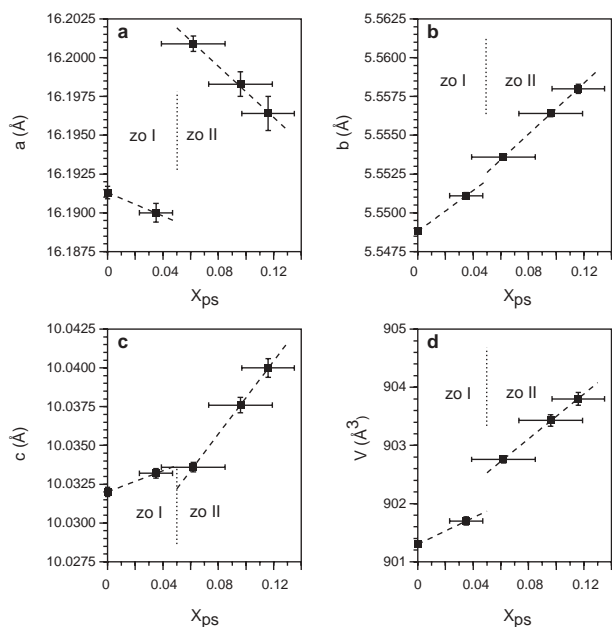 16.2025
16.2000
16.1975
16.1950
16.1925
16.1900
16.1875
a (Å)
a
zo I
zo II
0
0.04
0.08
0.12
Xps
5.5625
5.5600
5.5575
5.5550
5.5525
5.5500
5.5475
b (Å)
b
zo I
zo II
0
0.04
0.08
0.12
Xps
10.0425
10.0400
10.0375
10.0350
10.0325
10.0300
10.0275
c (Å)
c
zo I
zo II
0
0.04
0.08
0.12
Xps
905
904
903
902
901
V (Å3)
d
zo I
zo II
0
0.04
0.08
0.12
Xps